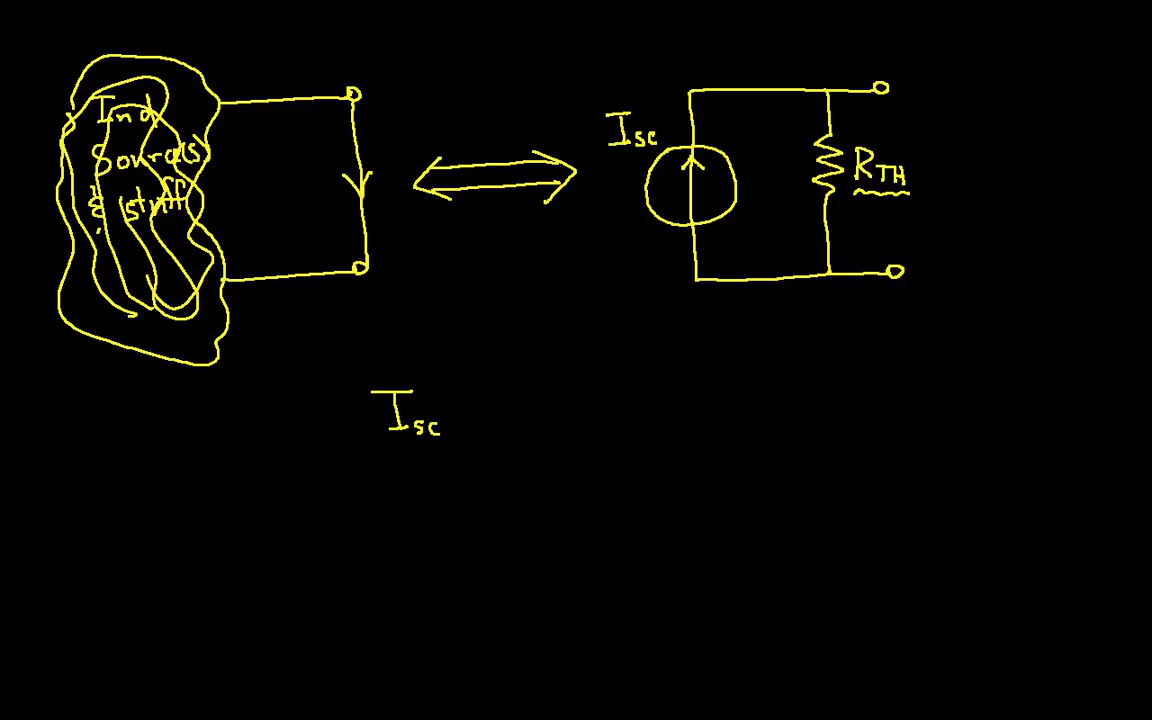 Ind
Source(s)
& stuff
Isc
RTH
Isc